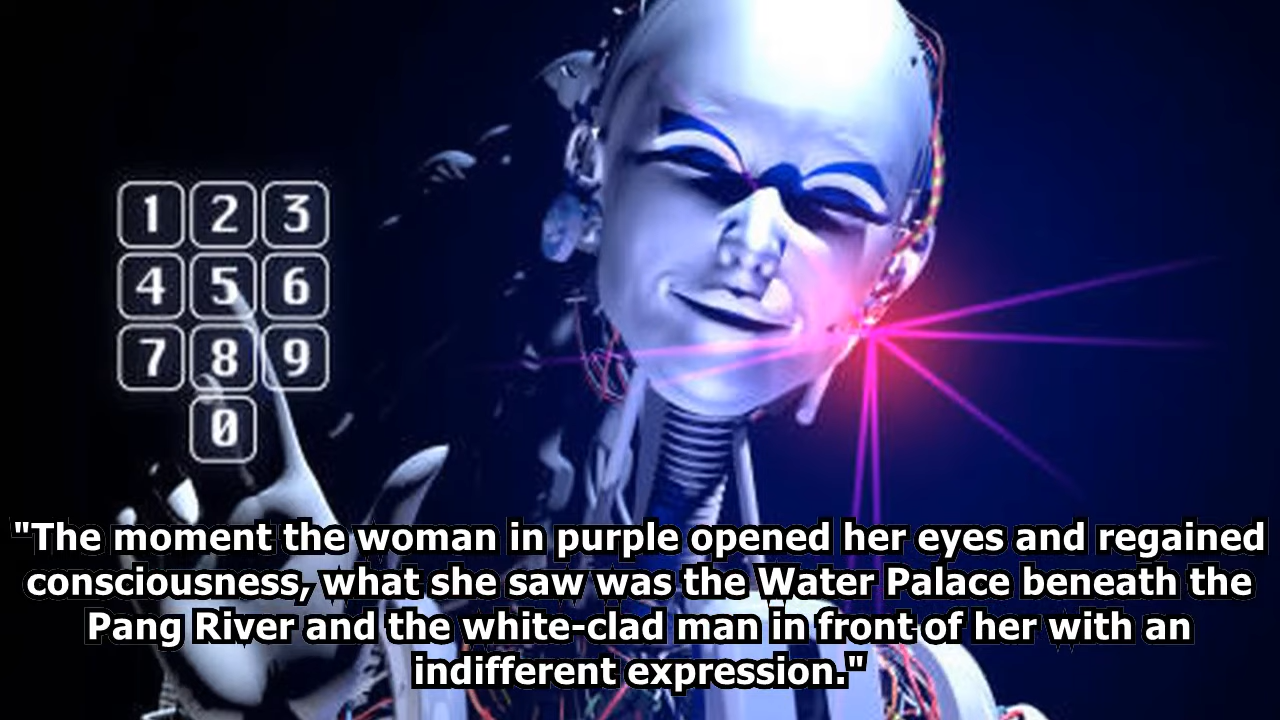 1 2 3
4 5 6
7 8 9
0
"The moment the woman in purple opened her eyes and regained
consciousness, what she saw was the Water Palace beneath the
Pang River and the white-clad man in front of her with an
indifferent expression."